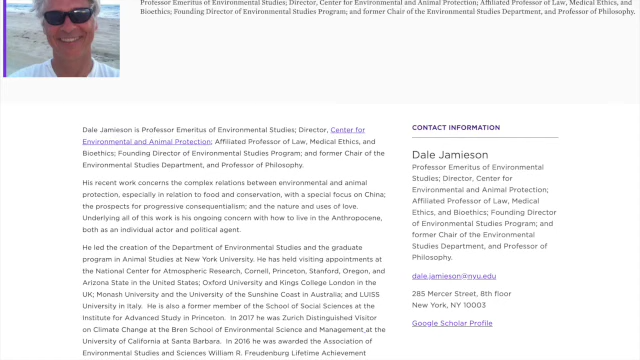 Professor Emeritus of Environmental Studies; Director, Center for Environmental and Animal Protection; Affiliated Professor of Law, Medical Ethics, and
Bioethics; Founding Director of Environmental Studies Program; and former Chair of the Environmental Studies Department, and Professor of Philosophy.
Dale Jamieson is Professor Emeritus of Environmental Studies; Director, Center for
Environmental and Animal Protection; Affiliated Professor of Law, Medical Ethics, and
Bioethics; Founding Director of Environmental Studies Program; and former Chair of the
Environmental Studies Department, and Professor of Philosophy.
His recent work concerns the complex relations between environmental and animal
protection, especially in relation to food and conservation, with a special focus on China;
the prospects for progressive consequentialism; and the nature and uses of love.
Underlying all of this work is his ongoing concern with how to live in the Anthropocene,
both as an individual actor and political agent.
He led the creation of the Department of Environmental Studies and the graduate
program in Animal Studies at New York University. He has held visiting appointments at
the National Center for Atmospheric Research, Cornell, Princeton, Stanford, Oregon, and
Arizona State in the United States; Oxford University and Kings College London in the
UK; Monash University and the University of the Sunshine Coast in Australia; and LUISS
University in Italy. He is also a former member of the School of Social Sciences at the
Institute for Advanced Study in Princeton. In 2017 he was Zurich Distinguished Visitor
on Climate Change at the Bren School of Environmental Science and Management at the
University of California at Santa Barbara. In 2016 he was awarded the Association of
Environmental Studies and Sciences William R. Freudenburg Lifetime Achievement
CONTACT INFORMATION
Dale Jamieson
Professor Emeritus of Environmental
Studies; Director, Center for
Environmental and Animal Protection;
Affiliated Professor of Law, Medical
Ethics, and Bioethics; Founding Director
of Environmental Studies Program; and
former Chair of the Environmental
Studies Department, and Professor of
Philosophy.
dale.jamieson@nyu.edu
285 Mercer Street, 8th floor
New York, NY 10003
Google Scholar Profile